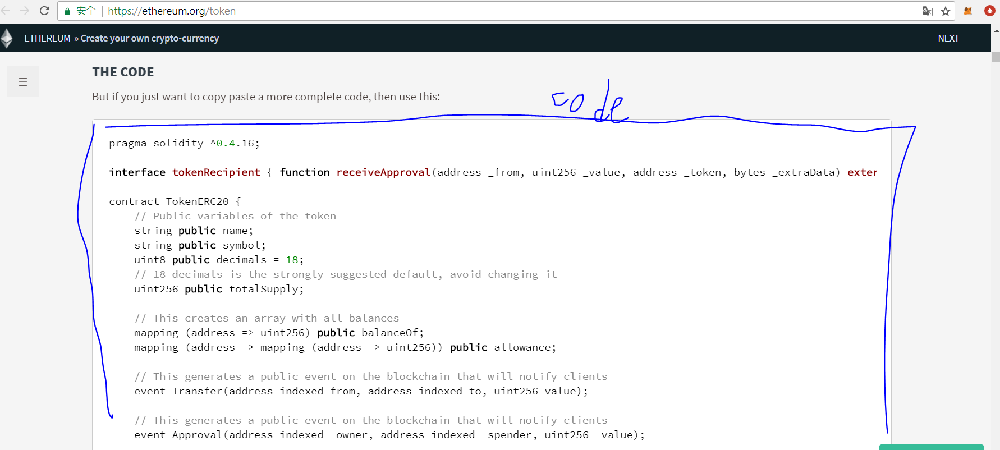 安全 https://ethereum.org/token
ETHEREUM » Create your own crypto-currency NEXT
THE CODE
But if you just want to copy paste a more complete code, then use this:
code
pragma solidity ^0.4.16;
interface tokenRecipient { function receiveApproval(address _from, uint256 _value, address _token, bytes _extraData) exter
contract TokenERC20 {
// Public variables of the token
string public name;
string public symbol;
uint8 public decimals = 18;
// 18 decimals is the strongly suggested default, avoid changing it
uint256 public totalSupply;
// This creates an array with all balances
mapping (address => uint256) public balanceOf;
mapping (address => mapping (address => uint256)) public allowance;
// This generates a public event on the blockchain that will notify clients
event Transfer(address indexed from, address indexed to, uint256 value);
// This generates a public event on the blockchain that will notify clients
event Approval(address indexed _owner, address indexed _spender, uint256 _value);